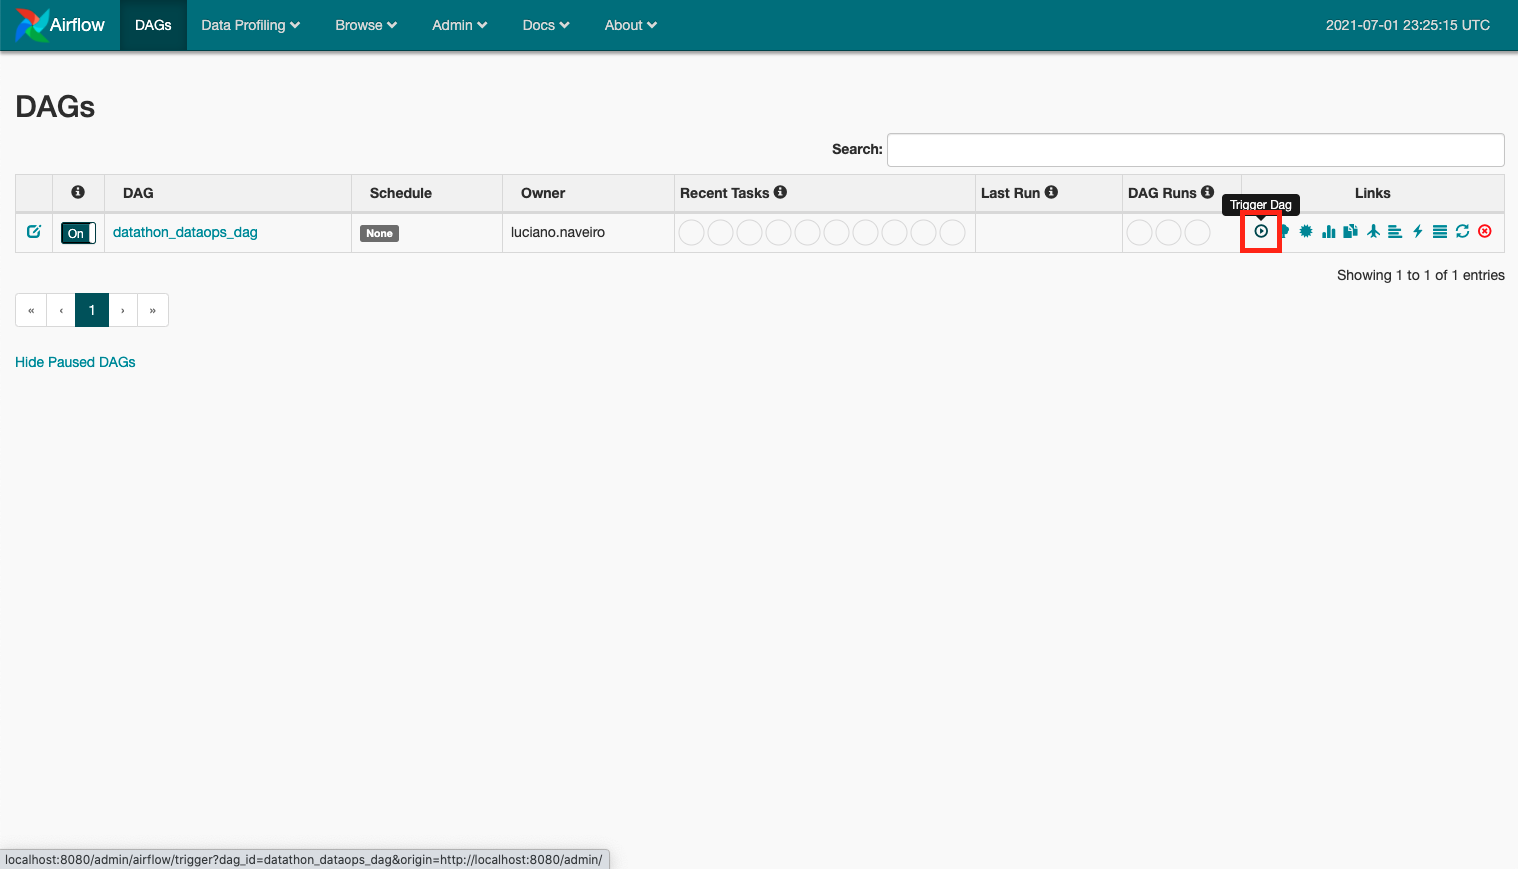 Airflow DAGs Data Profiling Browse Admin Docs About 2021-07-01 23:25:15 UTC
DAGs
Search:
DAG Schedule Owner Recent Tasks Last Run DAG Runs Links
Trigger Dag
On datathon_dataops_dag None luciano.naveiro
Showing 1 to 1 of 1 entries
« ‹ 1 › »
Hide Paused DAGs
localhost:8080/admin/airflow/trigger?dag_id=datathon_dataops_dag&origin=http://localhost:8080/admin/